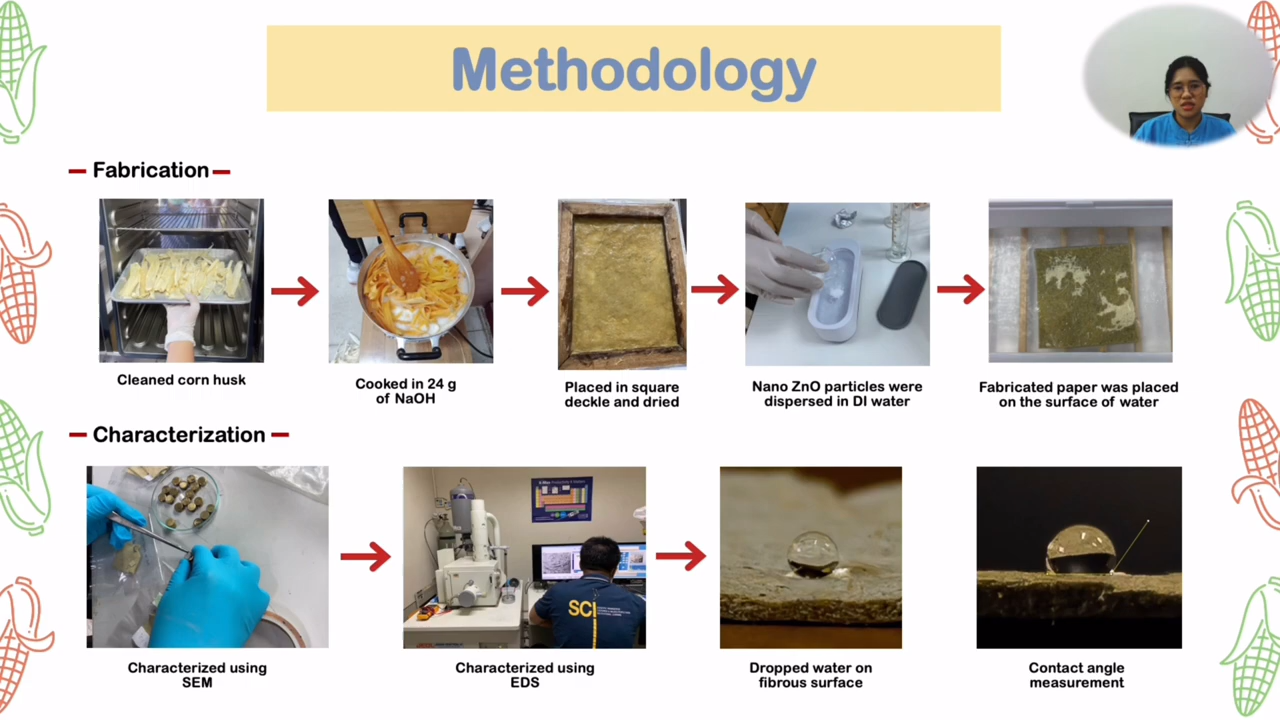 Methodology
Fabrication
Cleaned corn husk
Cooked in 24 g
of NaOH
Placed in square
deckle and dried
Nano ZnO particles were
dispersed in DI water
Fabricated paper was placed
on the surface of water
Characterization
SCI
Characterized using
SEM
Characterized using
EDS
Dropped water on
fibrous surface
Contact angle
measurement